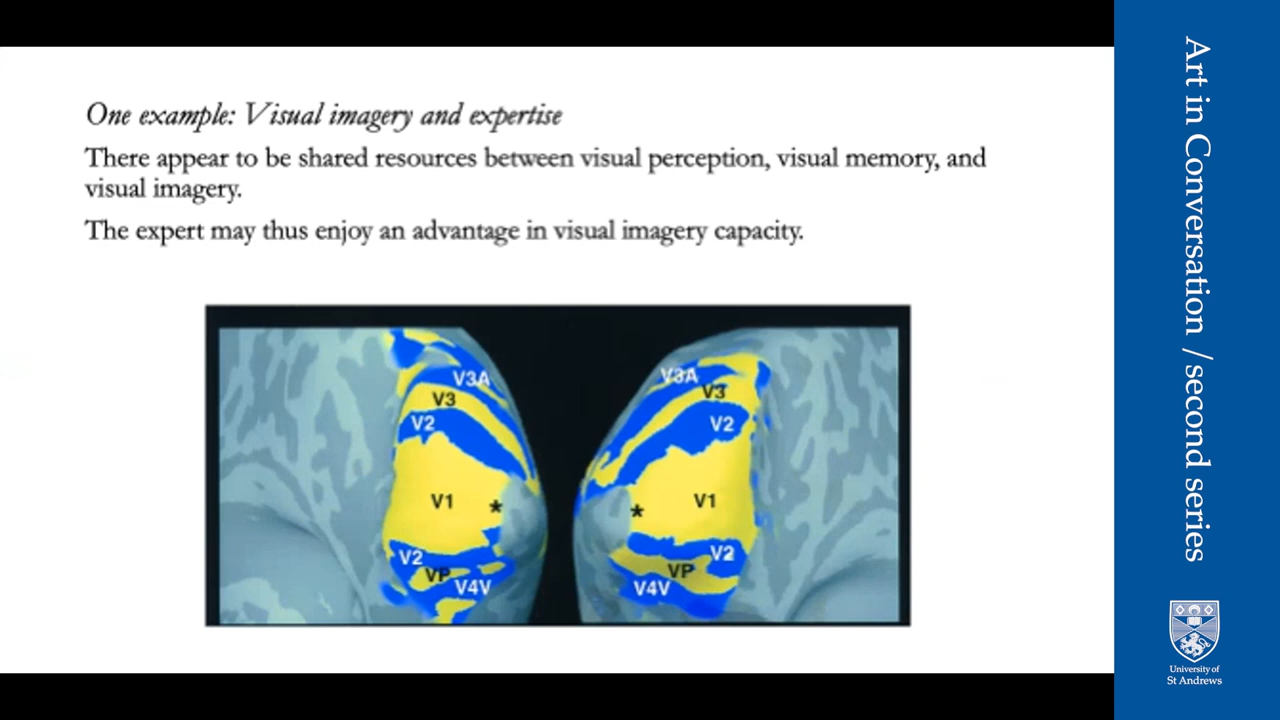 One example: Visual imagery and expertise
There appear to be shared resources between visual perception, visual memory, and
visual imagery.
The expert may thus enjoy an advantage in visual imagery capacity.
V3A
V3
V2
V1
*
V2
VP
V4V
V3A
V3
V2
V1
*
V2
VP
V4V
Art in Conversation / second series
University of
St Andrews